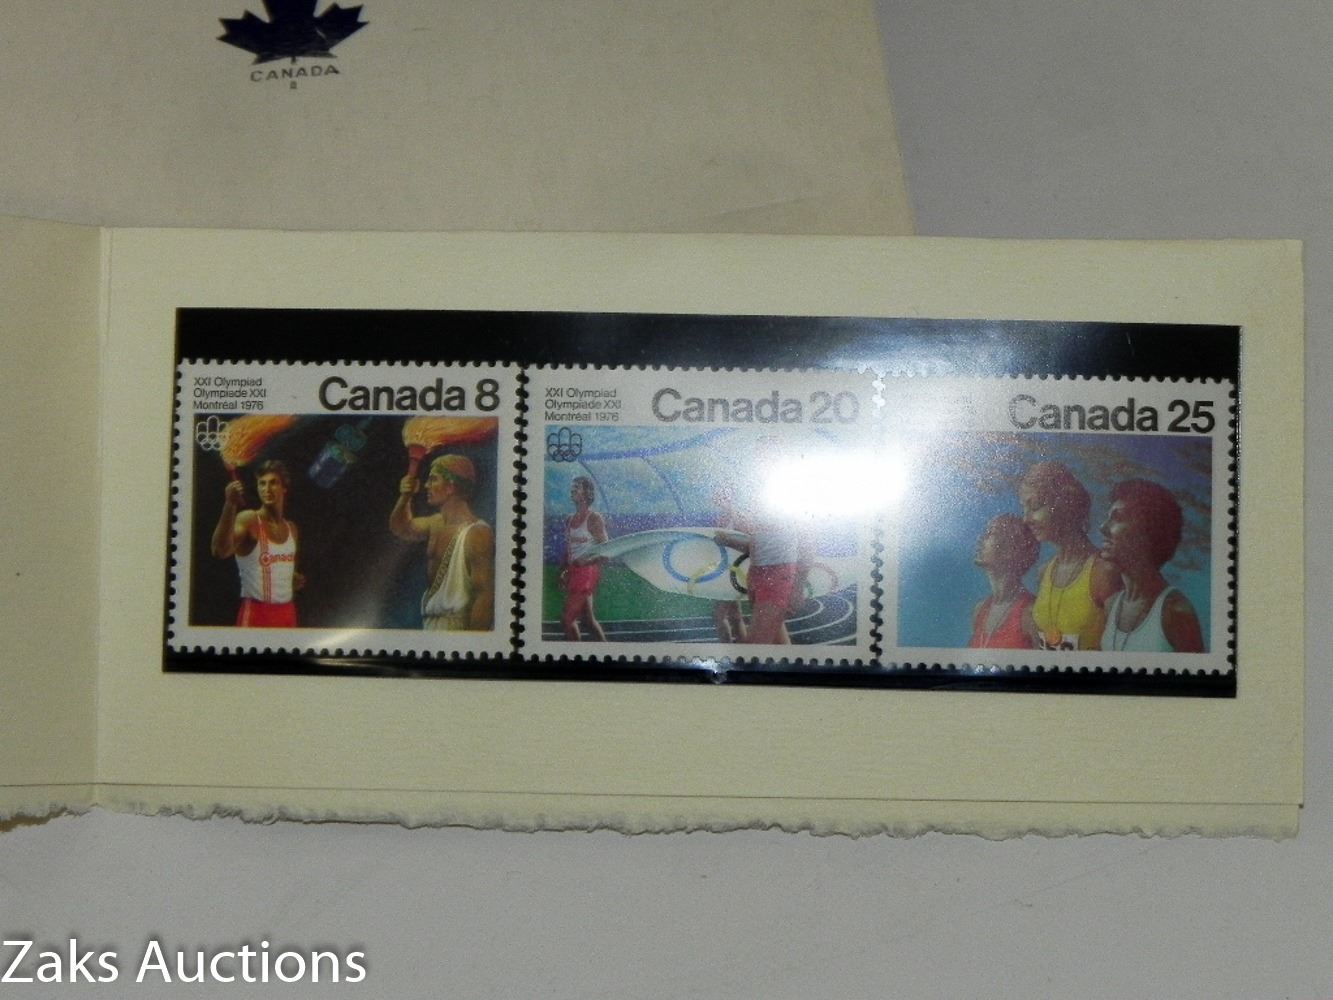 CANADA
XXI Olympiad
Olympiade XXI
Montréal 1976
Canada 8
Canada
XXI Olympiad
Olympiade XXI
Montréal 1976
Canada 20
Canada 25
Zaks Auctions